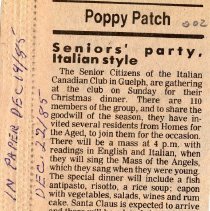 Poppy Patch
002
Seniors' party,
Italian style
The Senior Citizens of the Italian
Canadian Club in Guelph, are gathering
at the club on Sunday for their
Christmas dinner. There are 110
members of the group, and to share the
goodwill of the season, they have in-
vited several residents from Homes for
the Aged, to join them for the occasion.
There will be a mass at 4 p.m. with
readings in English and Italian, when
they will sing the Mass of the Angels,
which they sang when they were young.
The special dinner will include a fish
antipasto, risotto, a rice soup; capon
with vegetables, salads, wines and rum
cake. Santa Claus is expected to arrive
IN PAPER DEC 19/85
DEC 22/85